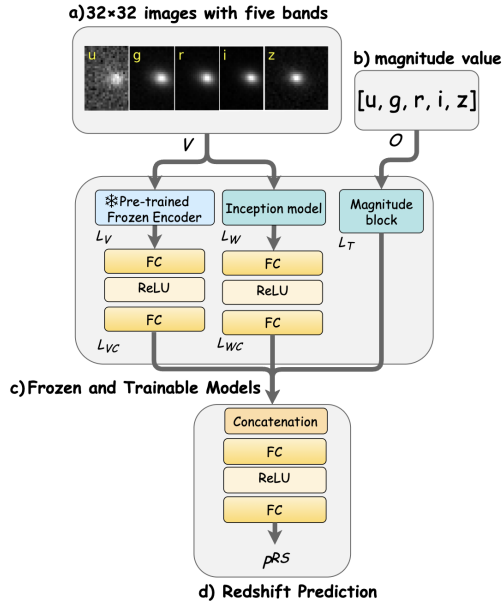 a) 32×32 images with five bands
u g r i z
b) magnitude value
[u, g, r, i, z]
V
O
❄Pre-trained
Frozen Encoder
Inception model
Magnitude
block
L_V
L_W
L_T
FC
FC
ReLU
ReLU
FC
FC
L_VC
L_WC
c) Frozen and Trainable Models
Concatenation
FC
ReLU
FC
p^RS
d) Redshift Prediction